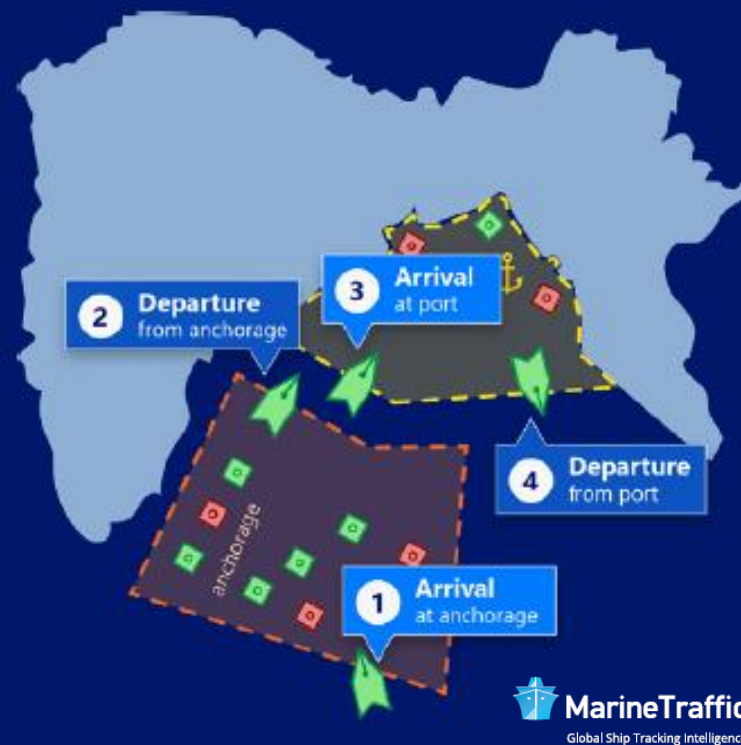 3
Arrival
at port
2
Departure
from anchorage
4
Departure
from port
anchorage
1
Arrival
at anchorage
MarineTraffic
Global Ship Tracking Intelligenc